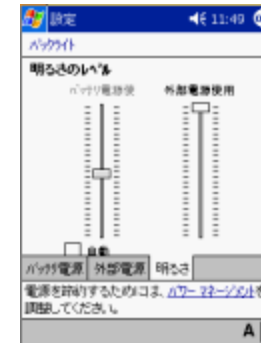 設定 11:49
バックライト
明るさのレベル
バッテリ電源使 外部電源使用
自動
バッテリ電源 外部電源 明るさ
電源を節約するためには、パワー マネージメントを
調整してください。
A